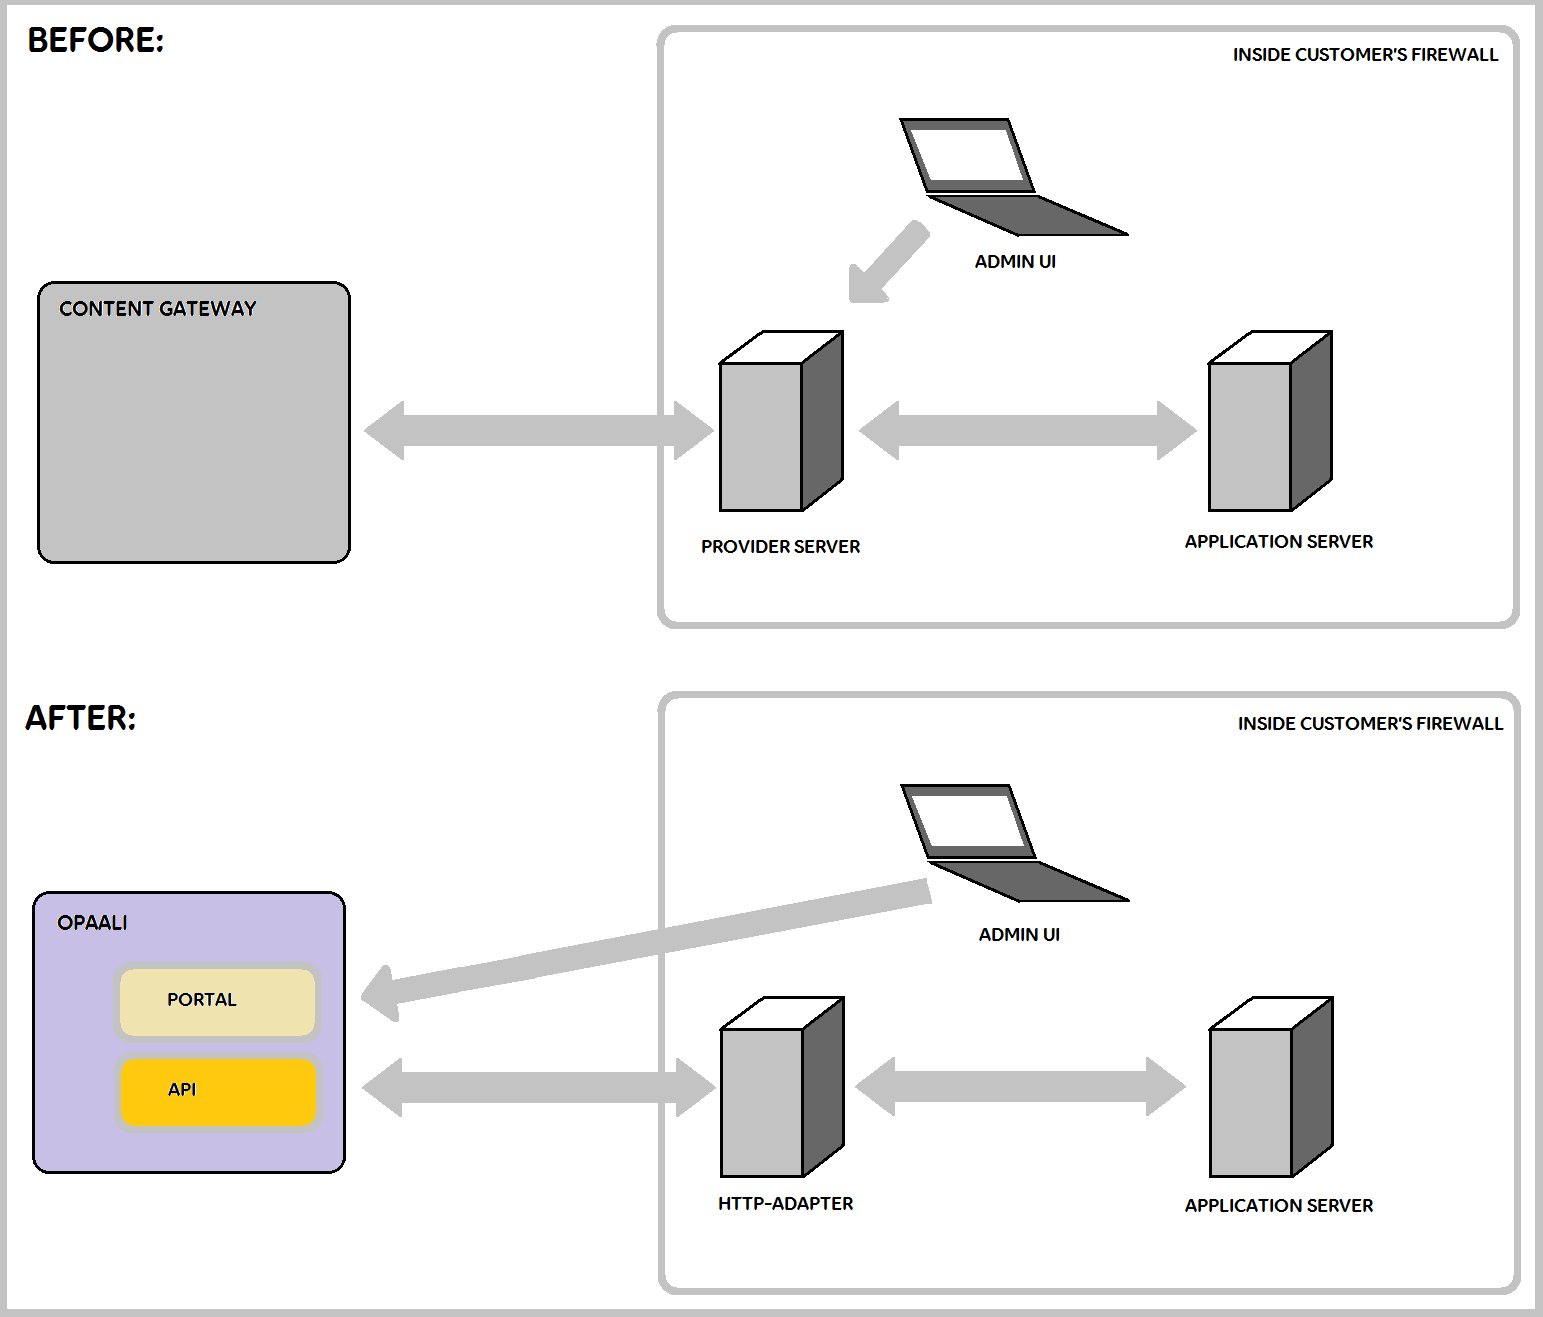 BEFORE:
INSIDE CUSTOMER'S FIREWALL
ADMIN UI
CONTENT GATEWAY
PROVIDER SERVER
APPLICATION SERVER
AFTER:
INSIDE CUSTOMER'S FIREWALL
ADMIN UI
OPAALI
PORTAL
API
HTTP-ADAPTER
APPLICATION SERVER